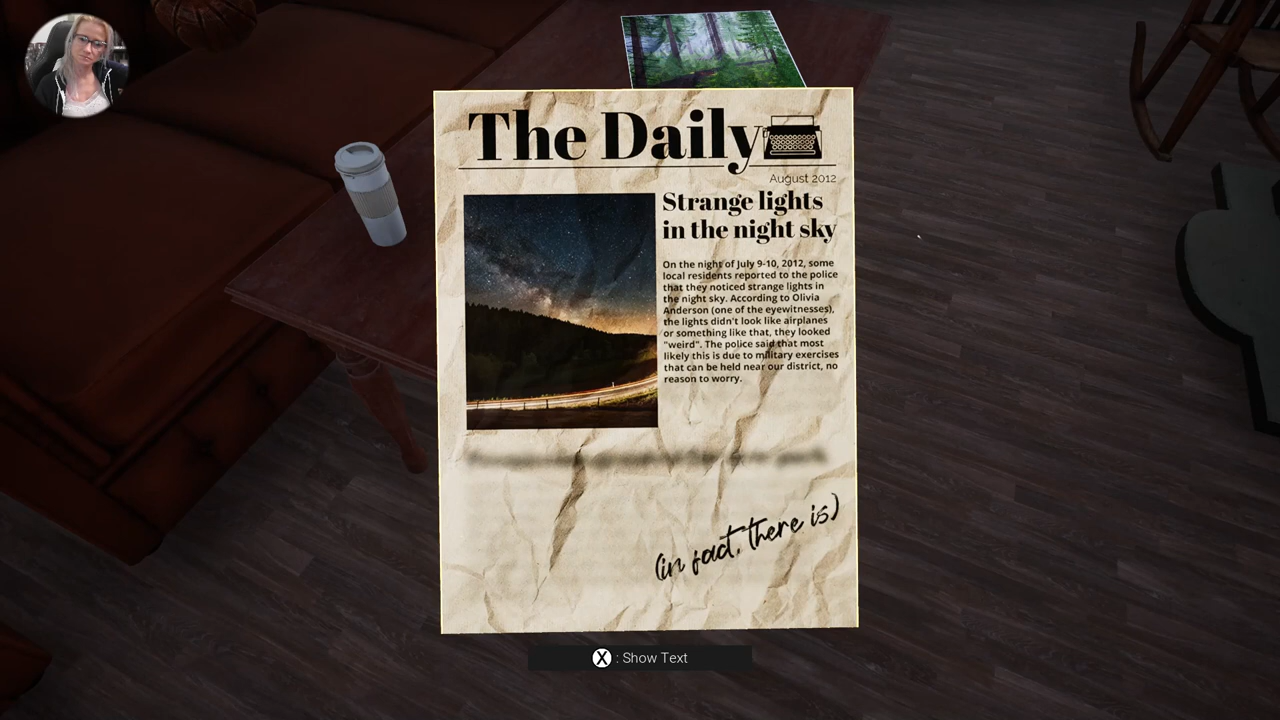 The Daily
August 2012
Strange lights
in the night sky
On the night of July 9-10, 2012, some
local residents reported to the police
that they noticed strange lights in
the night sky. According to Olivia
Anderson (one of the eyewitnesses),
the lights didn't look like airplanes
or something like that, they looked
"weird". The police said that most
likely this is due to military exercises
that can be held near our district, no
reason to worry.
(in fact, there is)
X : Show Text